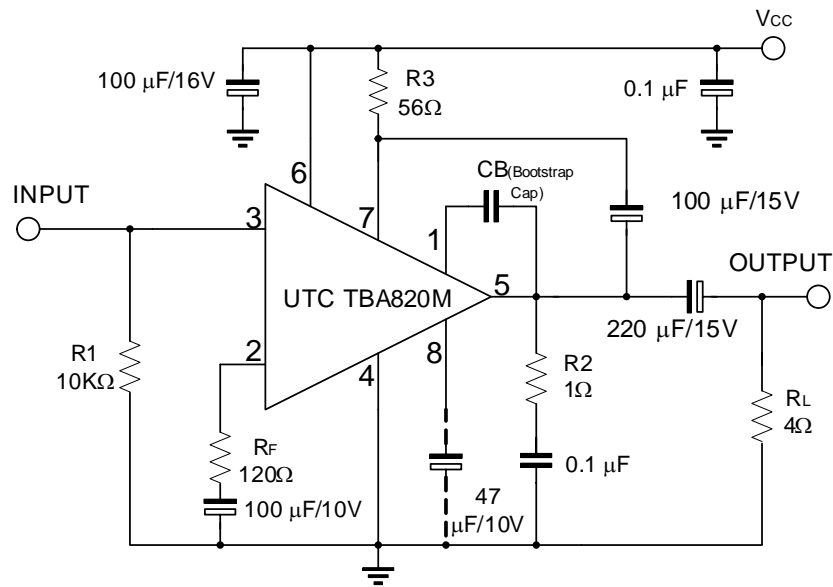 VCC
100 μF/16V
R3
56Ω
0.1 μF
6
CB(Bootstrap
Cap)
INPUT
3
7
1
100 μF/15V
OUTPUT
UTC TBA820M
5
220 μF/15V
R1
10KΩ
2
4
8
R2
1Ω
RL
4Ω
RF
120Ω
100 μF/10V
47
μF/10V
0.1 μF